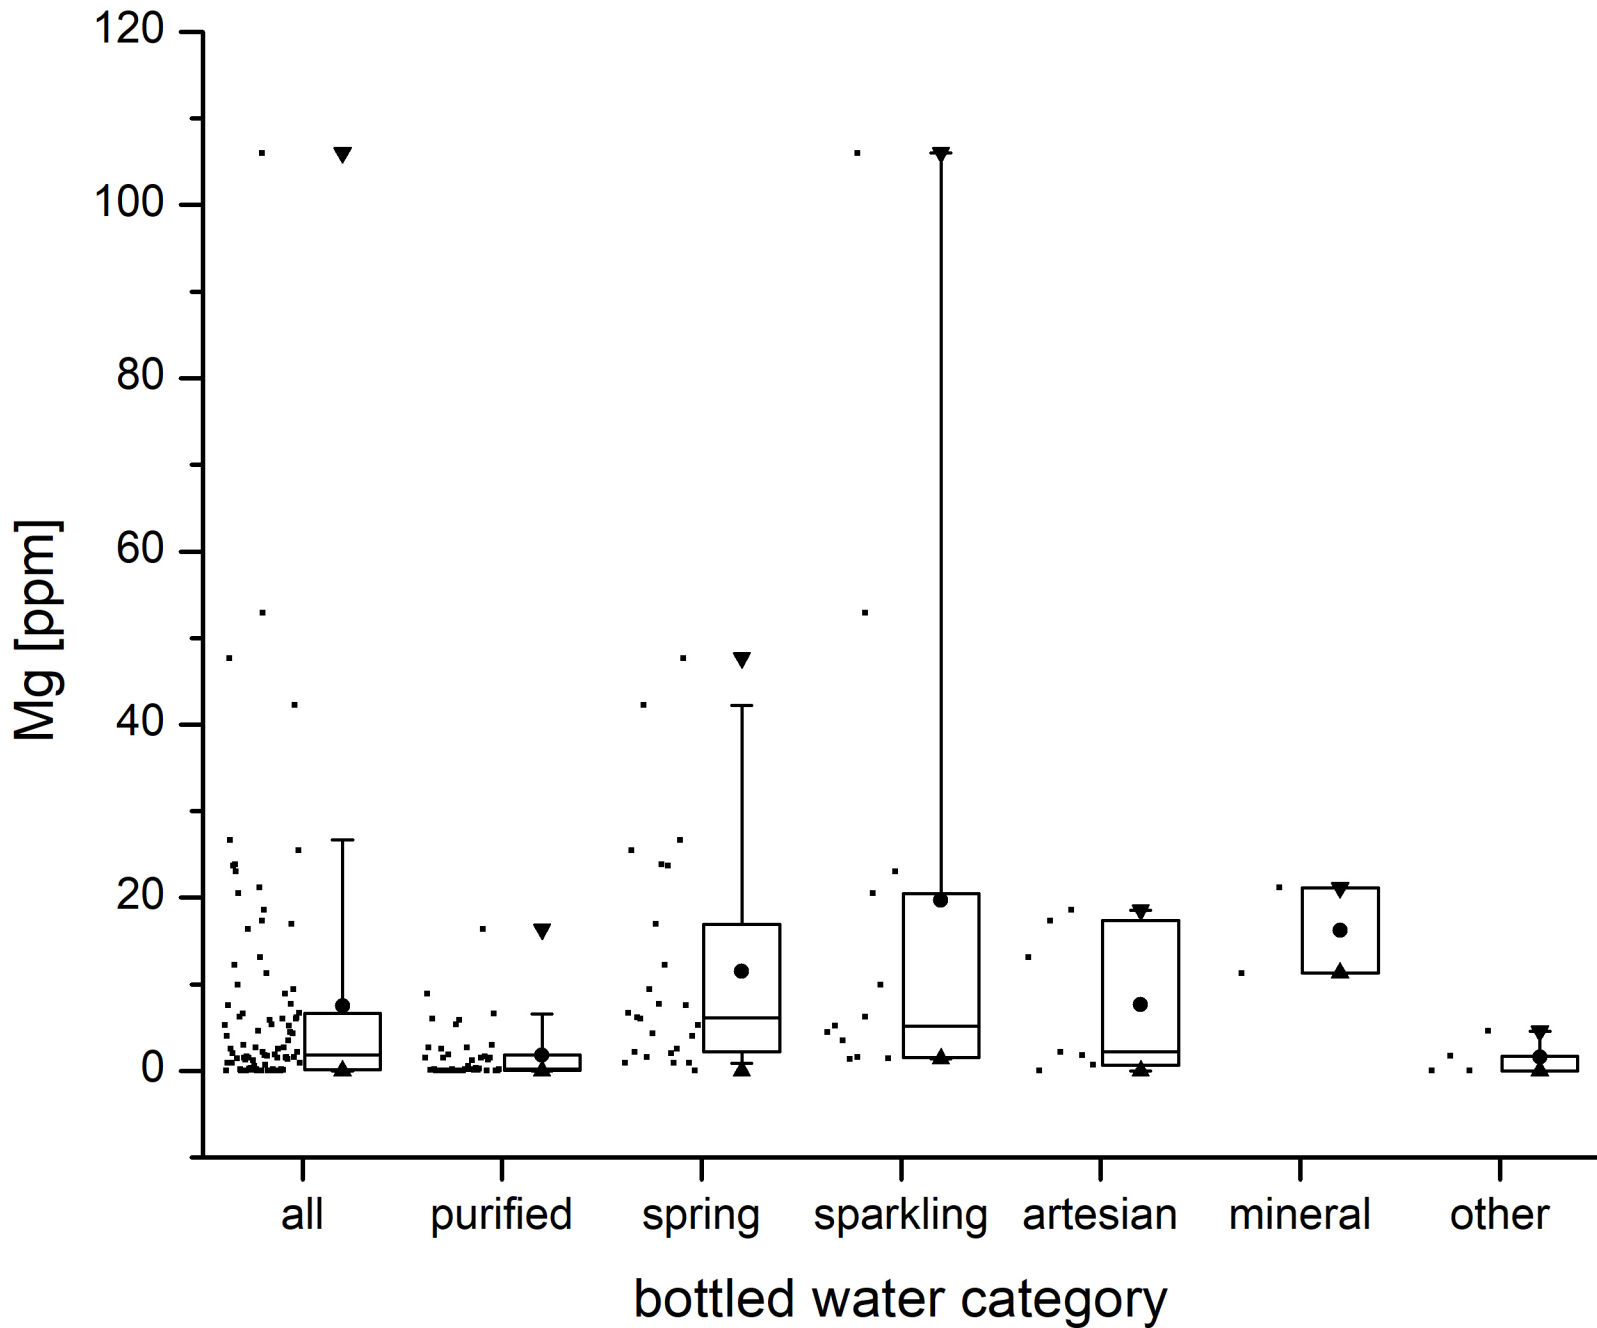 120
100
80
60
40
20
0
Mg [ppm]
all purified spring sparkling artesian mineral other
bottled water category